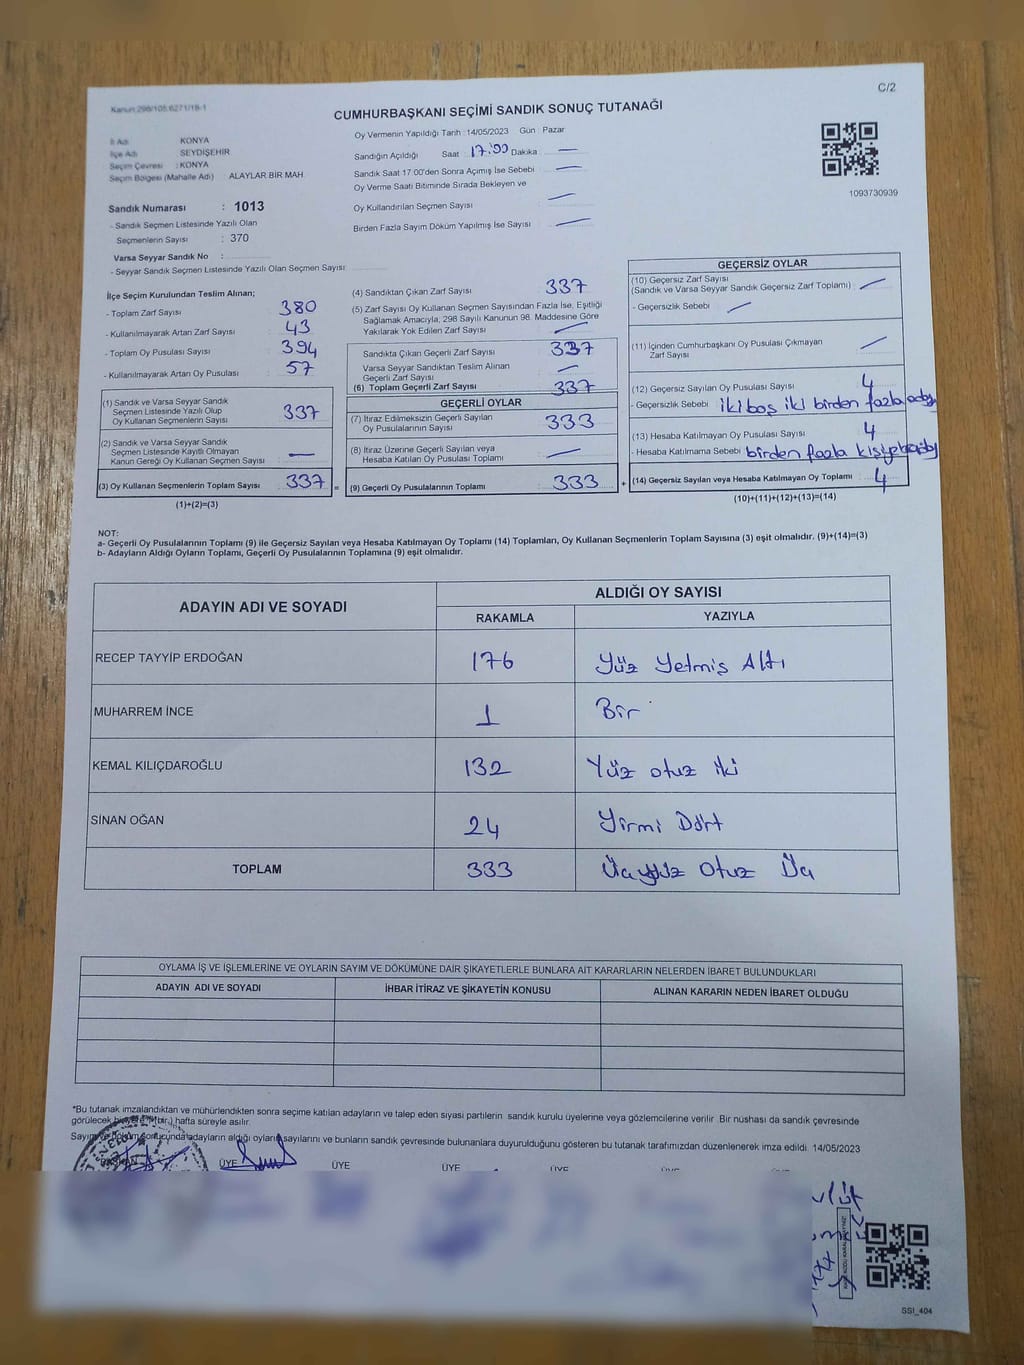 C/2
Kanun:298/105:6271/18-1
CUMHURBAŞKANI SEÇİMİ SANDIK SONUÇ TUTANAĞI
İl Adı KONYA
İlçe Adı SEYDİŞEHİR
Seçim Çevresi : KONYA
Seçim Bölgesi (Mahalle Adı) : ALAYLAR BİR MAH.
Sandık Numarası : 1013
- Sandık Seçmen Listesinde Yazılı Olan
Seçmenlerin Sayısı : 370
Varsa Seyyar Sandık No :
- Seyyar Sandık Seçmen Listesinde Yazılı Olan Seçmen Sayısı:
Oy Vermenin Yapıldığı Tarih :14/05/2023 Gün : Pazar
Sandığın Açıldığı Saat : 17:00 Dakika : —
Sandık Saat 17:00'den Sonra Açımış İse Sebebi : —
Oy Verme Saati Bitiminde Sırada Bekleyen ve
Oy Kullandırılan Seçmen Sayısı : —
Birden Fazla Sayım Döküm Yapılmış İse Sayısı : —
1093730939
İlçe Seçim Kurulundan Teslim Alınan;
- Toplam Zarf Sayısı : 380
- Kullanılmayarak Artan Zarf Sayısı : 43
- Toplam Oy Pusulası Sayısı : 394
- Kullanılmayarak Artan Oy Pusulası : 57
(1) Sandık ve Varsa Seyyar Sandık
Seçmen Listesinde Yazılı Olup
Oy Kullanan Seçmenlerin Sayısı : 337
(2) Sandık ve Varsa Seyyar Sandık
Seçmen Listesinde Kayıtlı Olmayan
Kanun Gereği Oy Kullanan Seçmen Sayısı : —
(3) Oy Kullanan Seçmenlerin Toplam Sayısı : 337 =
(1)+(2)=(3)
(4) Sandıktan Çıkan Zarf Sayısı : 337
(5) Zarf Sayısı Oy Kullanan Seçmen Sayısından Fazla İse, Eşitliği
Sağlamak Amacıyla, 298 Sayılı Kanunun 98. Maddesine Göre
Yakılarak Yok Edilen Zarf Sayısı : —
Sandıkta Çıkan Geçerli Zarf Sayısı : 337
Varsa Seyyar Sandıktan Teslim Alınan
Geçerli Zarf Sayısı : —
(6) Toplam Geçerli Zarf Sayısı : 337
GEÇERLİ OYLAR
(7) İtiraz Edilmeksizin Geçerli Sayılan
Oy Pusulalarının Sayısı : 333
(8) İtiraz Üzerine Geçerli Sayılan veya
Hesaba Katılan Oy Pusulası Toplamı : —
(9) Geçerli Oy Pusulalarının Toplamı : 333 +
GEÇERSİZ OYLAR
(10) Geçersiz Zarf Sayısı
(Sandık ve Varsa Seyyar Sandık Geçersiz Zarf Toplamı) : —
- Geçersizlik Sebebi : —
(11) İçinden Cumhurbaşkanı Oy Pusulası Çıkmayan
Zarf Sayısı : —
(12) Geçersiz Sayılan Oy Pusulası Sayısı : 4
- Geçersizlik Sebebi : iki boş iki birden fazla
(13) Hesaba Katılmayan Oy Pusulası Sayısı : 4
- Hesaba Katılmama Sebebi : birden fazla kişiye
(14) Geçersiz Sayılan veya Hesaba Katılmayan Oy Toplamı : 4
(10)+(11)+(12)+(13)=(14)
NOT:
a- Geçerli Oy Pusulalarının Toplamı (9) ile Geçersiz Sayılan veya Hesaba Katılmayan Oy Toplamı (14) Toplamları, Oy Kullanan Seçmenlerin Toplam Sayısına (3) eşit olmalıdır. (9)+(14)=(3)
b- Adayların Aldığı Oyların Toplamı, Geçerli Oy Pusulalarının Toplamına (9) eşit olmalıdır.
ADAYIN ADI VE SOYADI ALDIĞI OY SAYISI
RAKAMLA YAZIYLA
RECEP TAYYİP ERDOĞAN 176 Yüz Yetmiş Altı
MUHARREM İNCE 1 Bir
KEMAL KILIÇDAROĞLU 132 Yüz otuz iki
SİNAN OĞAN 24 Yirmi Dört
TOPLAM 333 Üçyüz Otuz Üç
OYLAMA İŞ VE İŞLEMLERİNE VE OYLARIN SAYIM VE DÖKÜMÜNE DAİR ŞİKAYETLERLE BUNLARA AİT KARARLARIN NELERDEN İBARET BULUNDUKLARI
ADAYIN ADI VE SOYADI İHBAR İTİRAZ VE ŞİKAYETİN KONUSU ALINAN KARARIN NEDEN İBARET OLDUĞU
*Bu tutanak imzalandıktan ve mühürlendikten sonra seçime katılan adayların ve talep eden siyasi partilerin sandık kurulu üyelerine veya gözlemcilerine verilir. Bir nüshası da sandık çevresinde
görülecek bir yere 1 (bir) hafta süreyle asılır.
Sayım ve döküm sonucunda adayların aldığı oyların sayılarını ve bunların sandık çevresinde bulunanlara duyurulduğunu gösteren bu tutanak tarafımızdan düzenlenerek imza edildi. 14/05/2023
BAŞKAN ÜYE ÜYE ÜYE ÜYE ÜYE
SSİ_404